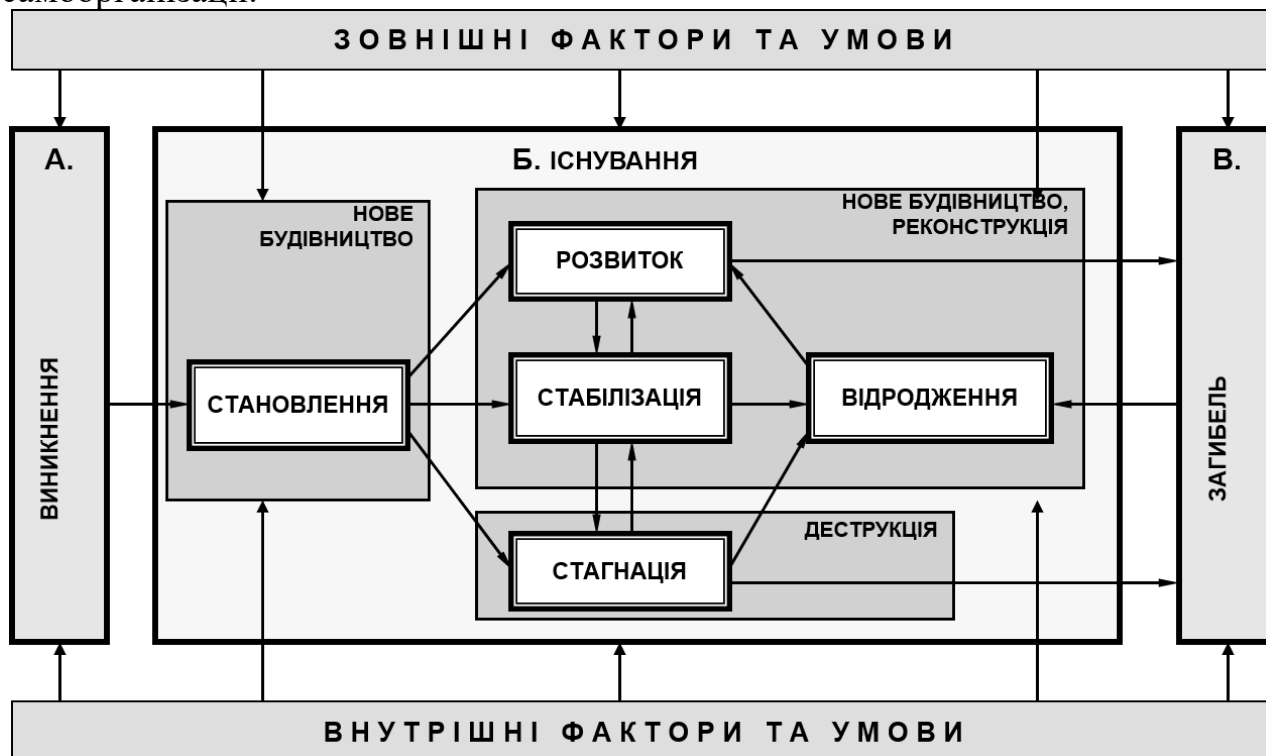 самоорганізації.
ЗОВНІШНІ ФАКТОРИ ТА УМОВИ
А.
ВИНИКНЕННЯ
Б. ІСНУВАННЯ
НОВЕ
БУДІВНИЦТВО
СТАНОВЛЕННЯ
НОВЕ БУДІВНИЦТВО,
РЕКОНСТРУКЦІЯ
РОЗВИТОК
СТАБІЛІЗАЦІЯ
ВІДРОДЖЕННЯ
ДЕСТРУКЦІЯ
СТАГНАЦІЯ
В.
ЗАГИБЕЛЬ
ВНУТРІШНІ ФАКТОРИ ТА УМОВИ